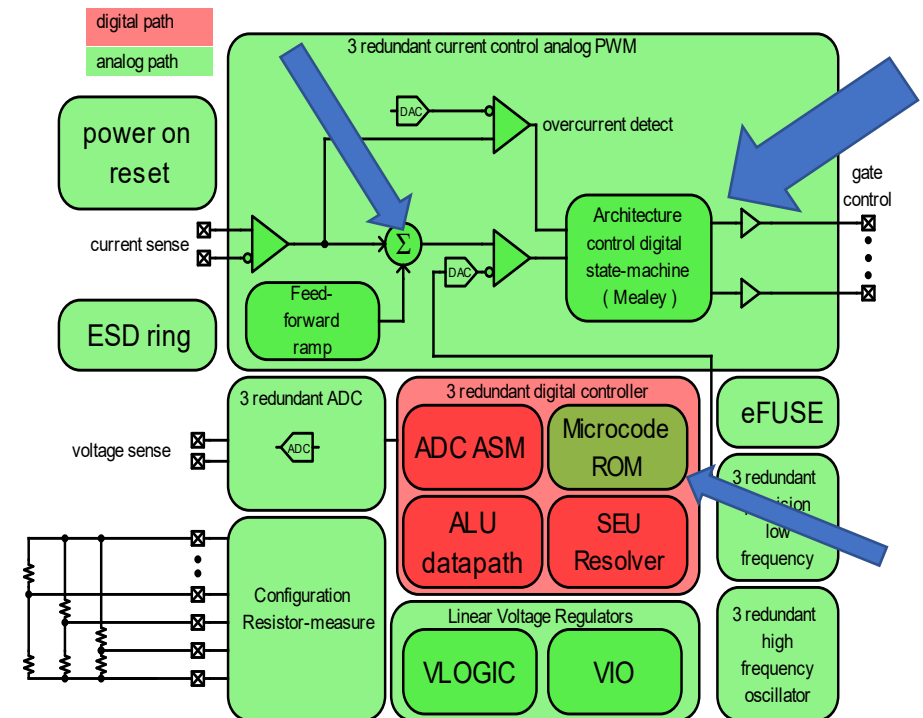 digital path
analog path
3 redundant current control analog PWM
power on
reset
DAC
overcurrent detect
gate
control
current sense
Σ
Architecture
control digital
state-machine
( Mealey )
DAC
Feed-
forward
ramp
ESD ring
3 redundant ADC
ADC
voltage sense
3 redundant digital controller
ADC ASM
Microcode
ROM
ALU
datapath
SEU
Resolver
eFUSE
3 redundant
low
frequency
Configuration
Resistor-measure
Linear Voltage Regulators
VLOGIC
VIO
3 redundant
high
frequency
oscillator